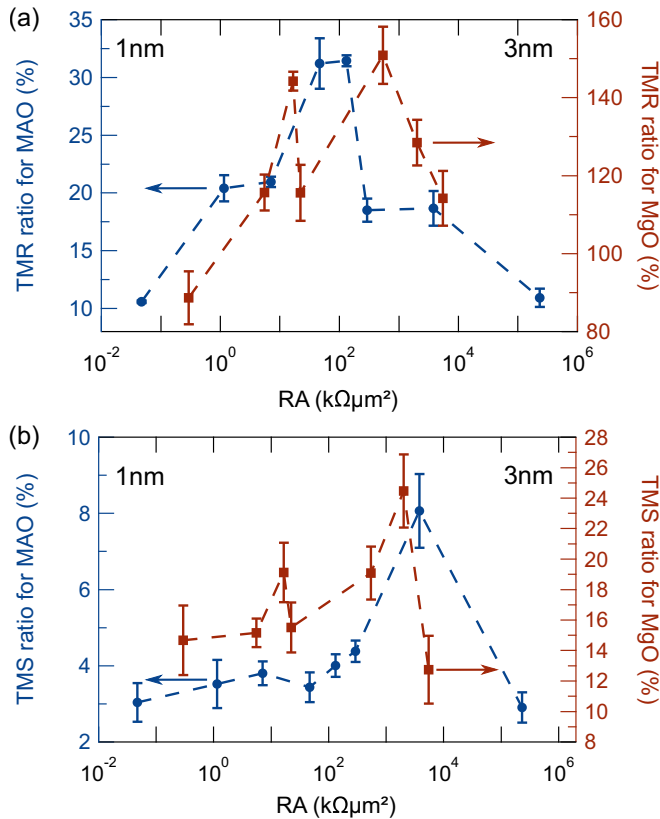 (a)
1nm
3nm
TMR ratio for MAO (%)
35
30
25
20
15
10
TMR ratio for MgO (%)
160
140
120
100
80
10⁻² 10⁰ 10² 10⁴ 10⁶
RA (kΩµm²)
(b)
1nm
3nm
TMS ratio for MAO (%)
10
8
6
4
2
TMS ratio for MgO (%)
28
26
24
22
20
18
16
14
12
10
8
10⁻² 10⁰ 10² 10⁴ 10⁶
RA (kΩµm²)